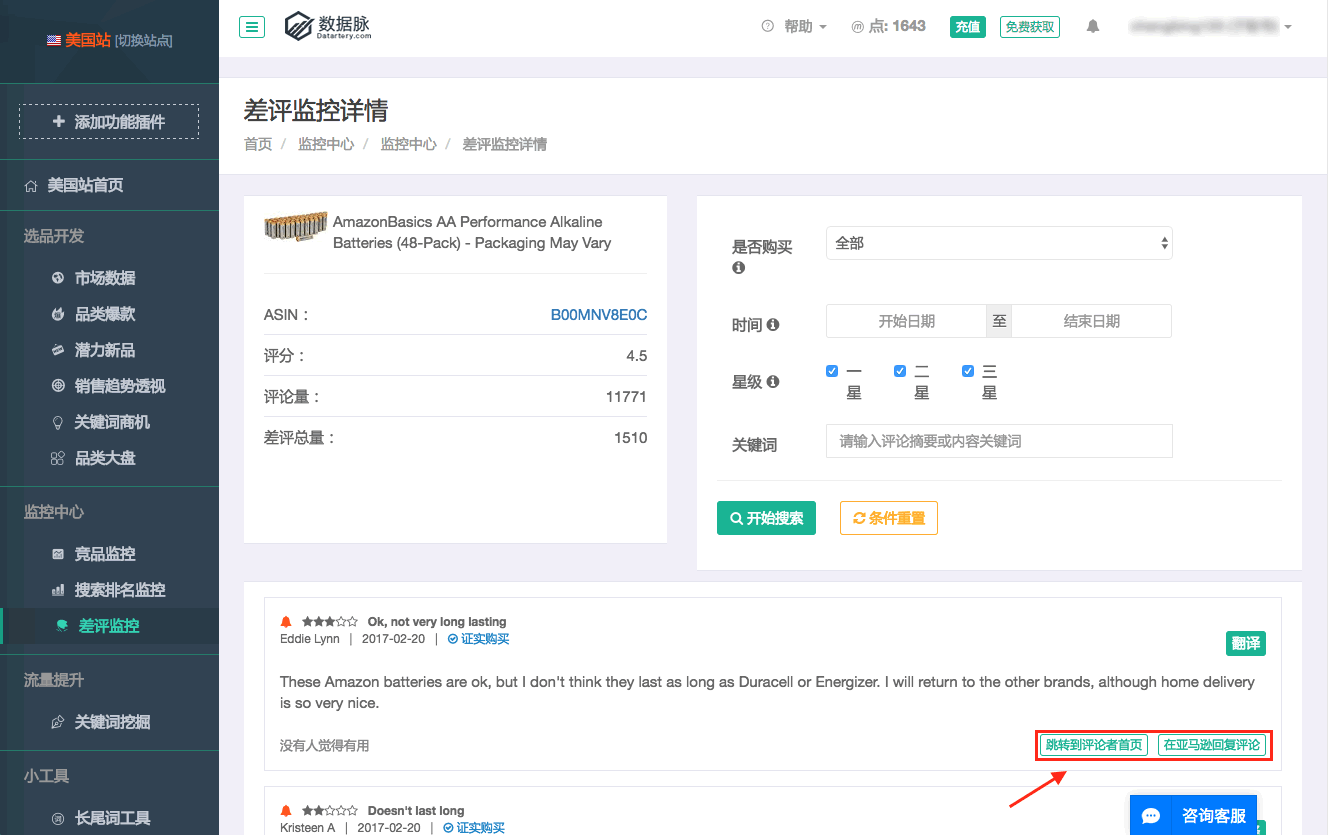 美国站 [切换站点]
添加功能插件
美国站首页
选品开发
市场数据
品类爆款
潜力新品
销售趋势透视
关键词商机
品类大盘
监控中心
竞品监控
搜索排名监控
差评监控
流量提升
关键词挖掘
小工具
长尾词工具
数据脉
Datartery.com
帮助
点: 1643
充值
免费获取
差评监控详情
首页 / 监控中心 / 监控中心 / 差评监控详情
AmazonBasics AA Performance Alkaline
Batteries (48-Pack) - Packaging May Vary
ASIN： B00MNV8E0C
评分： 4.5
评论量： 11771
差评总量： 1510
是否购买 全部
时间 开始日期 至 结束日期
星级 一星 二星 三星
关键词 请输入评论摘要或内容关键词
开始搜索 条件重置
Ok, not very long lasting
Eddie Lynn | 2017-02-20 | 证实购买
翻译
These Amazon batteries are ok, but I don't think they last as long as Duracell or Energizer. I will return to the other brands, although home delivery
is so very nice.
没有人觉得有用 跳转到评论者首页 在亚马逊回复评论
Doesn't last long
Kristeen A | 2017-02-20 | 证实购买
咨询客服